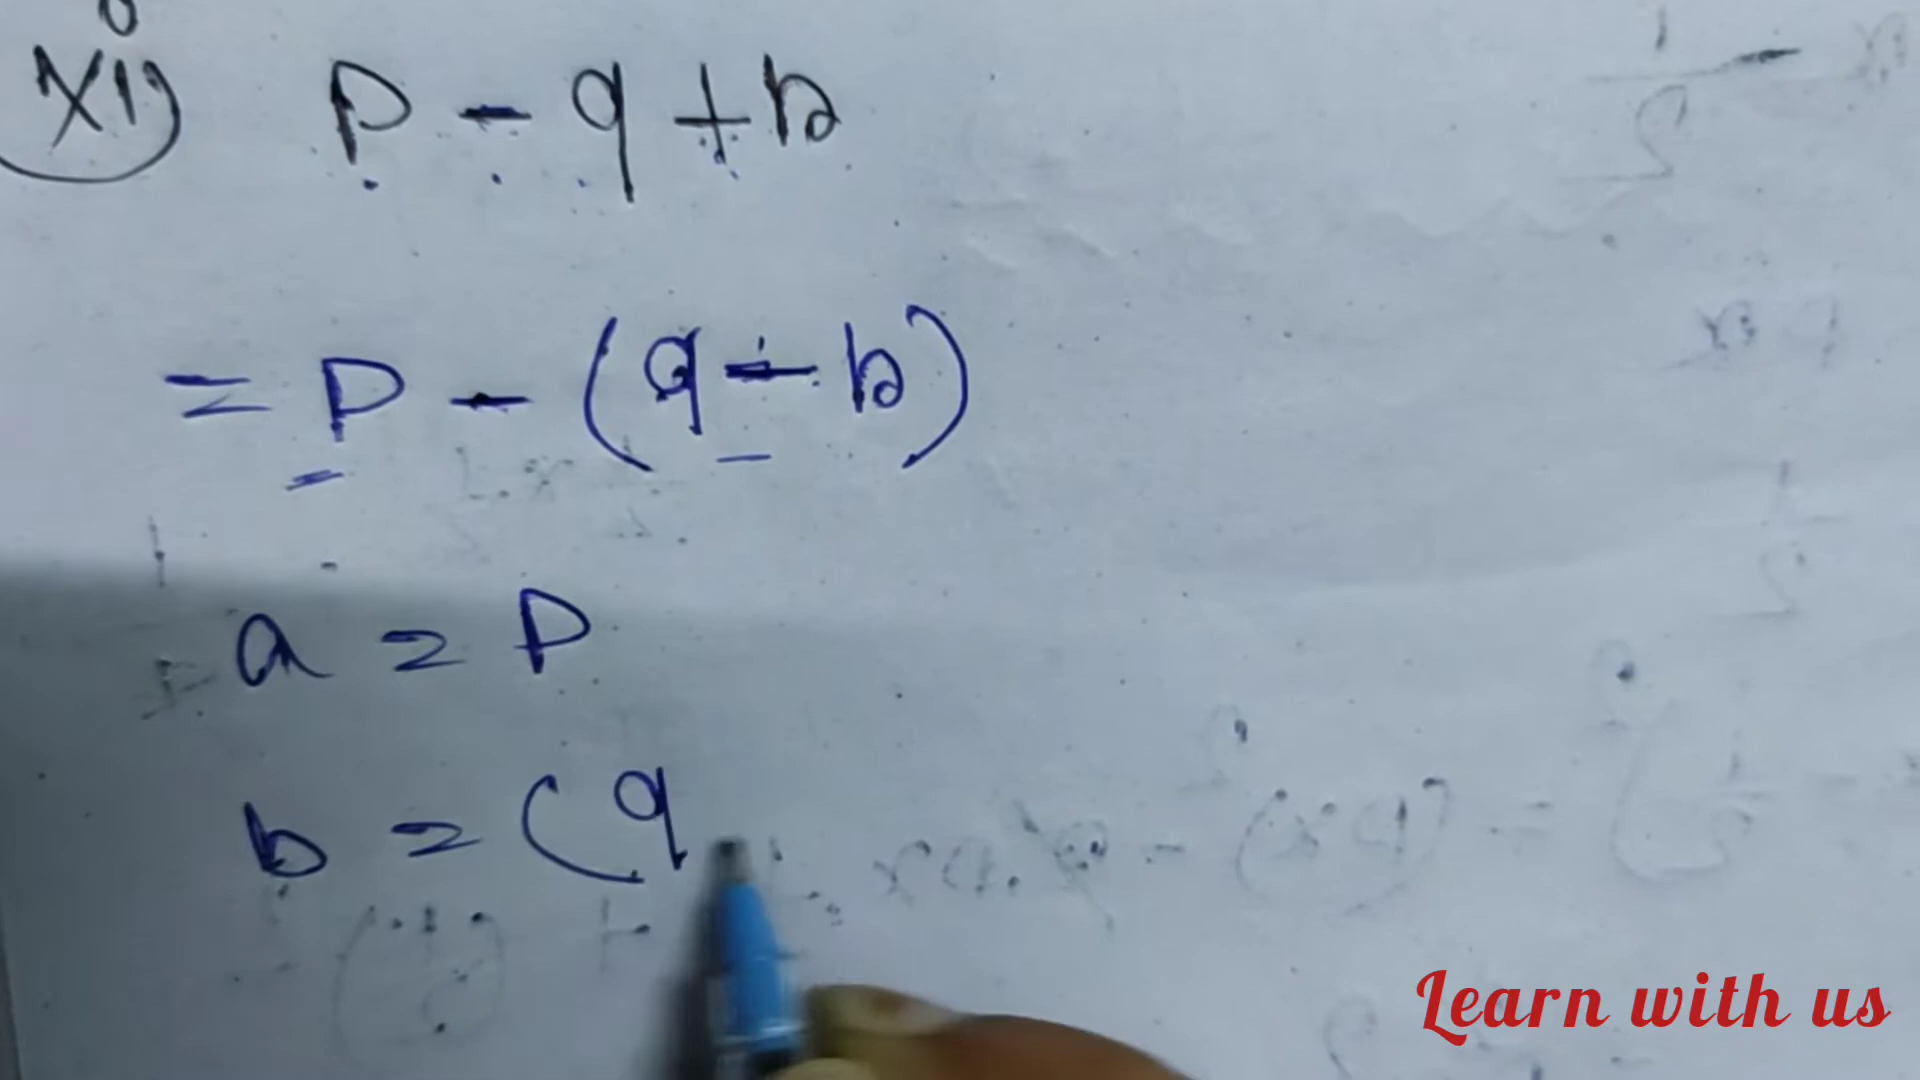 xi) p - q + b
= p - (q - b)
a = p
b = (q
Learn with us